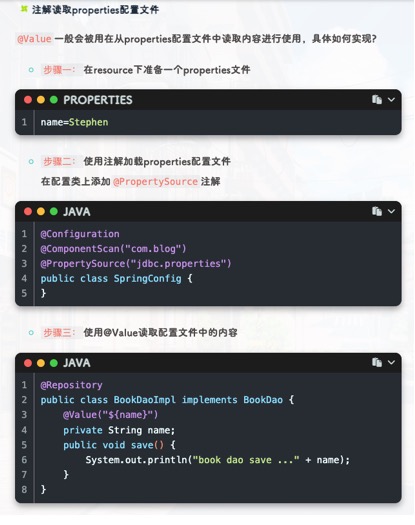 注解读取properties配置文件
@Value 一般会被用在从properties配置文件中读取内容进行使用，具体如何实现？
步骤一： 在resource下准备一个properties文件
PROPERTIES
1 name=Stephen
步骤二： 使用注解加载properties配置文件
在配置类上添加 @PropertySource 注解
JAVA
1 @Configuration
2 @ComponentScan("com.blog")
3 @PropertySource("jdbc.properties")
4 public class SpringConfig {
5 }
步骤三： 使用@Value读取配置文件中的内容
JAVA
1 @Repository
2 public class BookDaoImpl implements BookDao {
3     @Value("${name}")
4     private String name;
5     public void save() {
6         System.out.println("book dao save ..." + name);
7     }
8 }